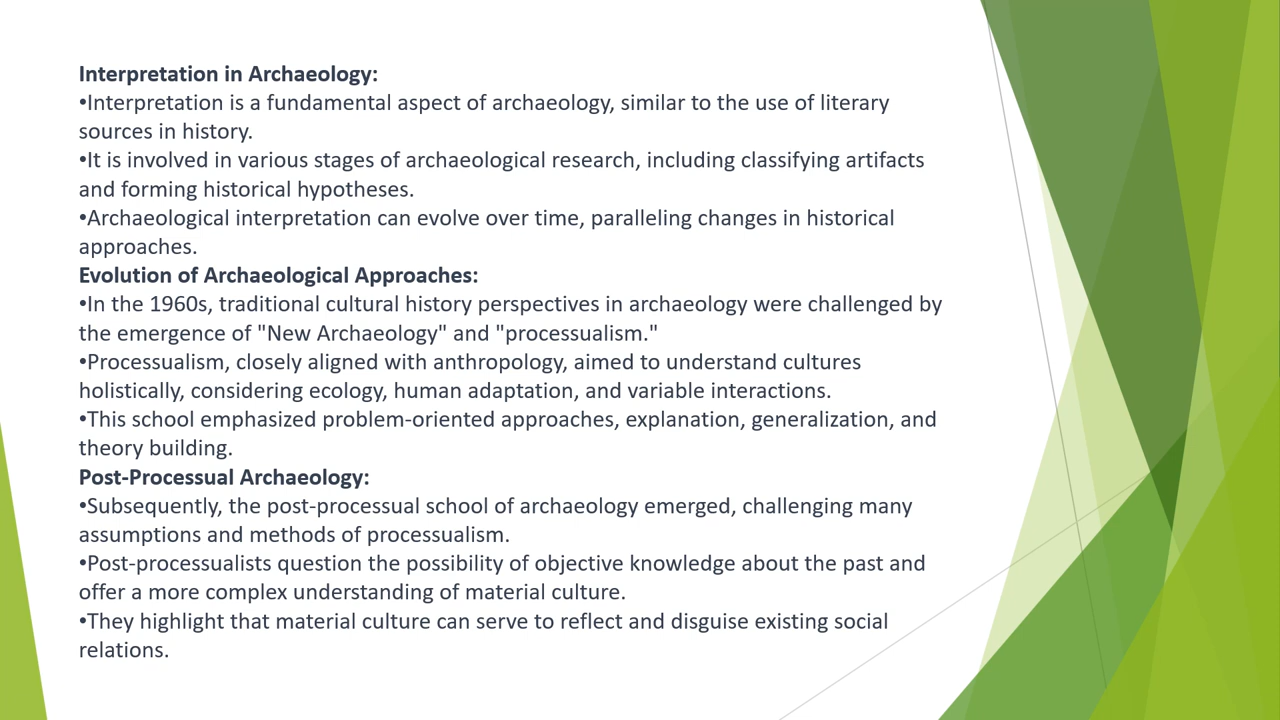 Interpretation in Archaeology:
•Interpretation is a fundamental aspect of archaeology, similar to the use of literary
sources in history.
•It is involved in various stages of archaeological research, including classifying artifacts
and forming historical hypotheses.
•Archaeological interpretation can evolve over time, paralleling changes in historical
approaches.
Evolution of Archaeological Approaches:
•In the 1960s, traditional cultural history perspectives in archaeology were challenged by
the emergence of "New Archaeology" and "processualism."
•Processualism, closely aligned with anthropology, aimed to understand cultures
holistically, considering ecology, human adaptation, and variable interactions.
•This school emphasized problem-oriented approaches, explanation, generalization, and
theory building.
Post-Processual Archaeology:
•Subsequently, the post-processual school of archaeology emerged, challenging many
assumptions and methods of processualism.
•Post-processualists question the possibility of objective knowledge about the past and
offer a more complex understanding of material culture.
•They highlight that material culture can serve to reflect and disguise existing social
relations.